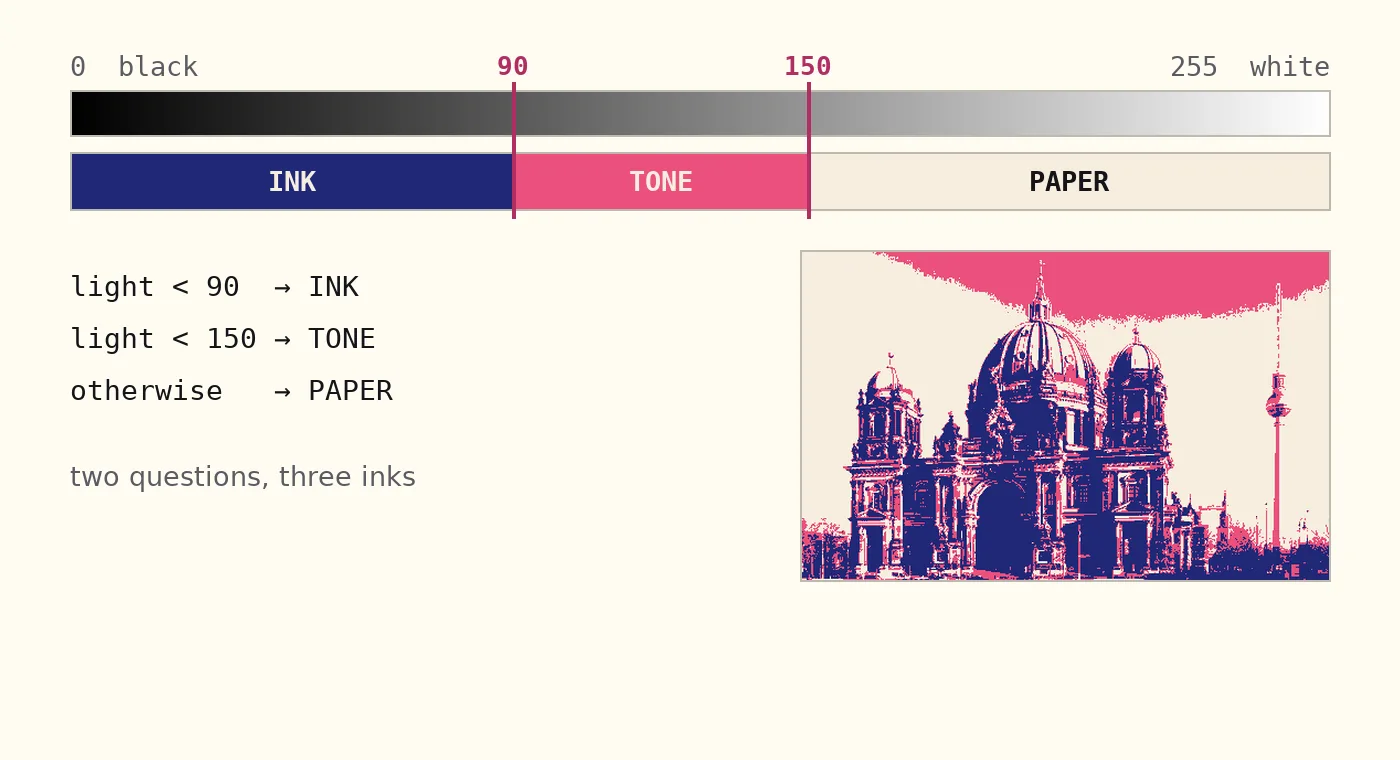 0  black  90  150  255  white
INK  TONE  PAPER
light < 90  → INK
light < 150 → TONE
otherwise   → PAPER
two questions, three inks